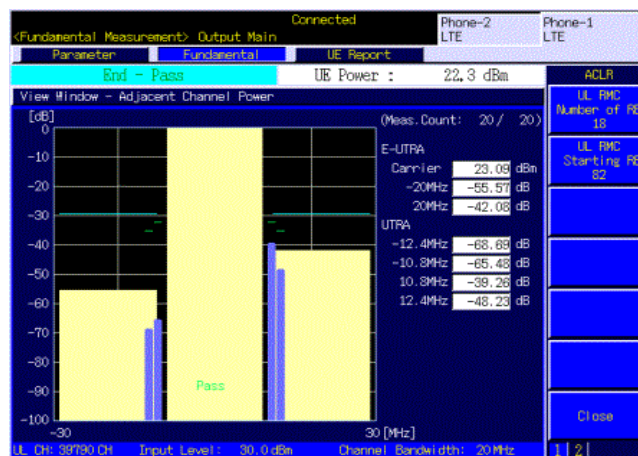 Connected
Phone-2
LTE
Phone-1
LTE
<Fundamental Measurement> Output Main
Parameter
Fundamental
UE Report
End - Pass
UE Power : 22.3 dBm
ACLR
View Window - Adjacent Channel Power
UL RMC
Number of RB
18
UL RMC
Starting RB
82
[dB]
(Meas.Count: 20/ 20)
E-UTRA
Carrier 23.09 dBm
-20MHz -55.57 dB
20MHz -42.08 dB
UTRA
-12.4MHz -68.69 dB
-10.8MHz -65.48 dB
10.8MHz -39.26 dB
12.4MHz -48.23 dB
0
-10
-20
-30
-40
-50
-60
-70
-80
-90
-100
Pass
-30
30 [MHz]
Close
UL CH: 39790 CH Input Level: 30.0 dBm Channel Bandwidth: 20 MHz
1 2